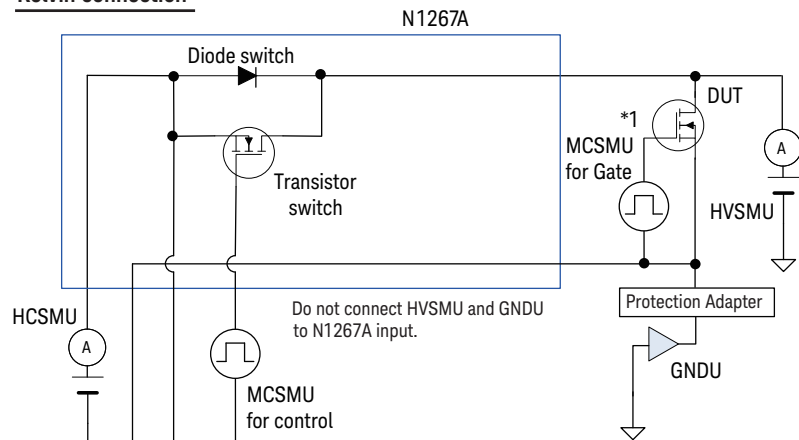 Kelvin connection
N1267A
Diode switch
DUT
*1
MCSMU
for Gate
A
Transistor
switch
HVSMU
HCSMU
Do not connect HVSMU and GNDU
to N1267A input.
Protection Adapter
A
GNDU
MCSMU
for control